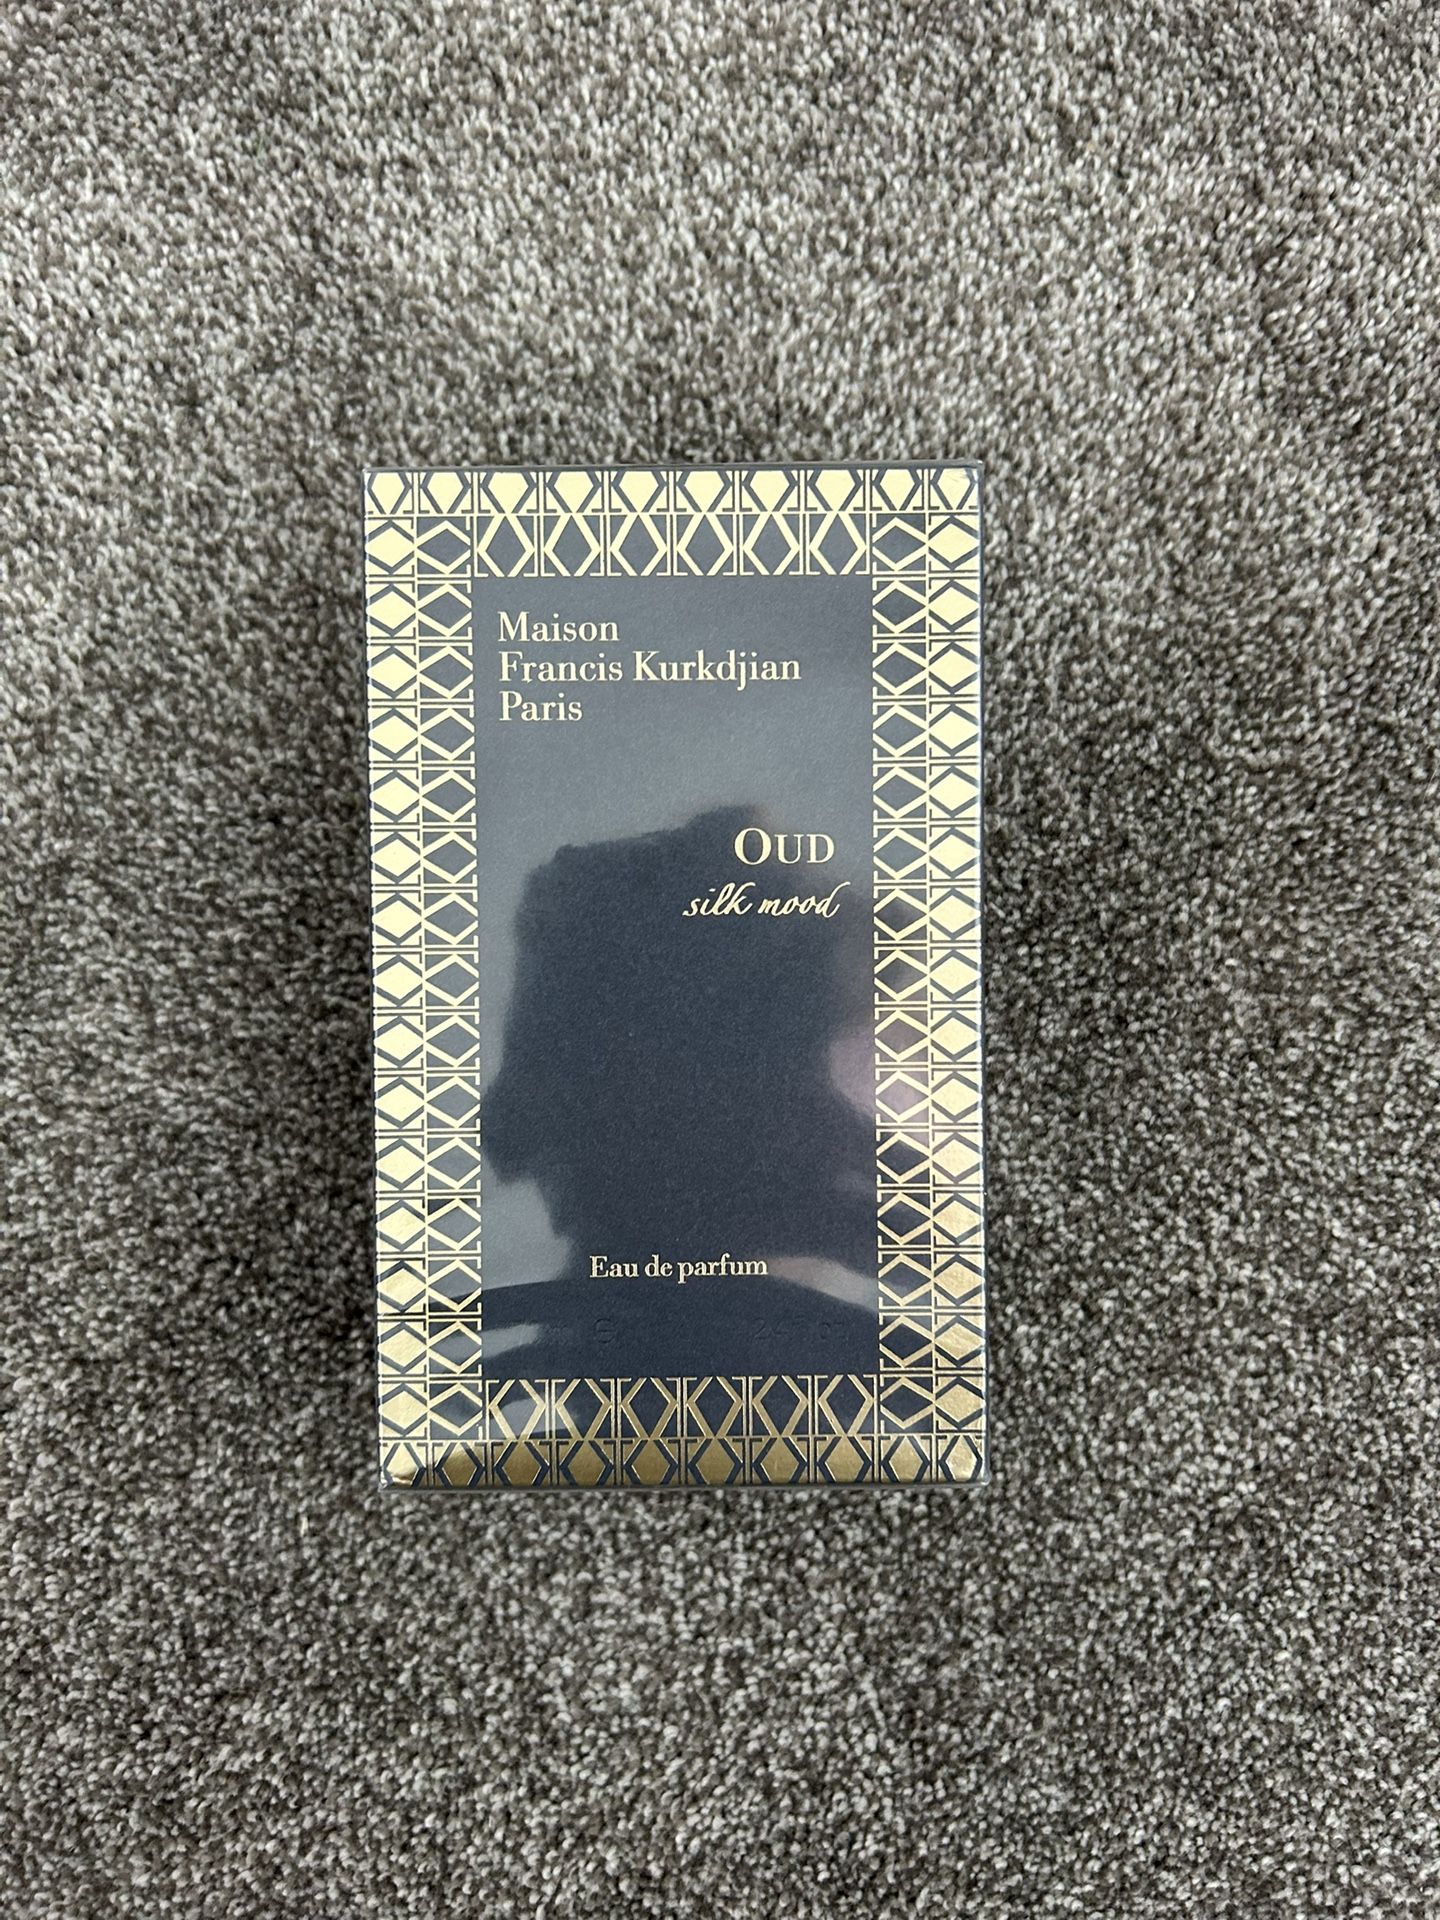 Maison
Francis Kurkdjian
Paris
OUD
silk mood
Eau de parfum